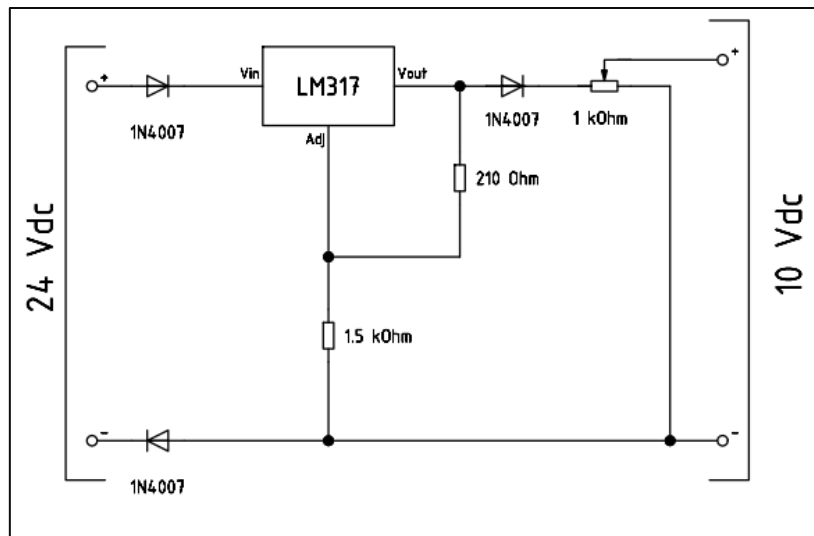 +
1N4007
Vin
LM317
Vout
Adj
1N4007
1 kOhm
+
210 Ohm
1.5 kOhm
24 Vdc
10 Vdc
-
1N4007
-